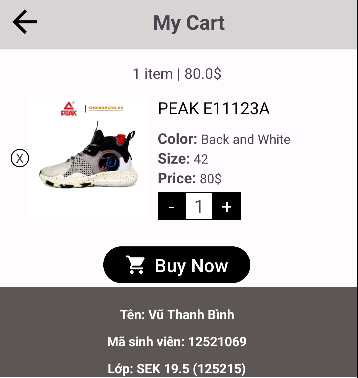 My Cart
1 item | 80.0$
PEAK
PEAK E11123A
Color: Back and White
Size: 42
Price: 80$
X
- 1 +
Buy Now
Tên: Vũ Thanh Bình
Mã sinh viên: 12521069
Lớp: SEK 19.5 (125215)